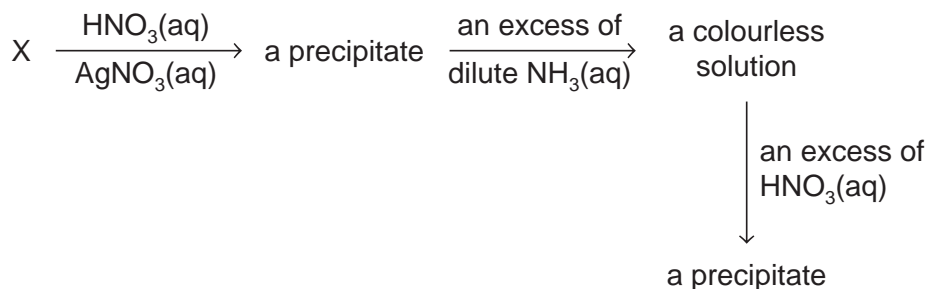 X
HNO₃(aq)
AgNO₃(aq)
a precipitate
an excess of
dilute NH₃(aq)
a colourless
solution
an excess of
HNO₃(aq)
a precipitate